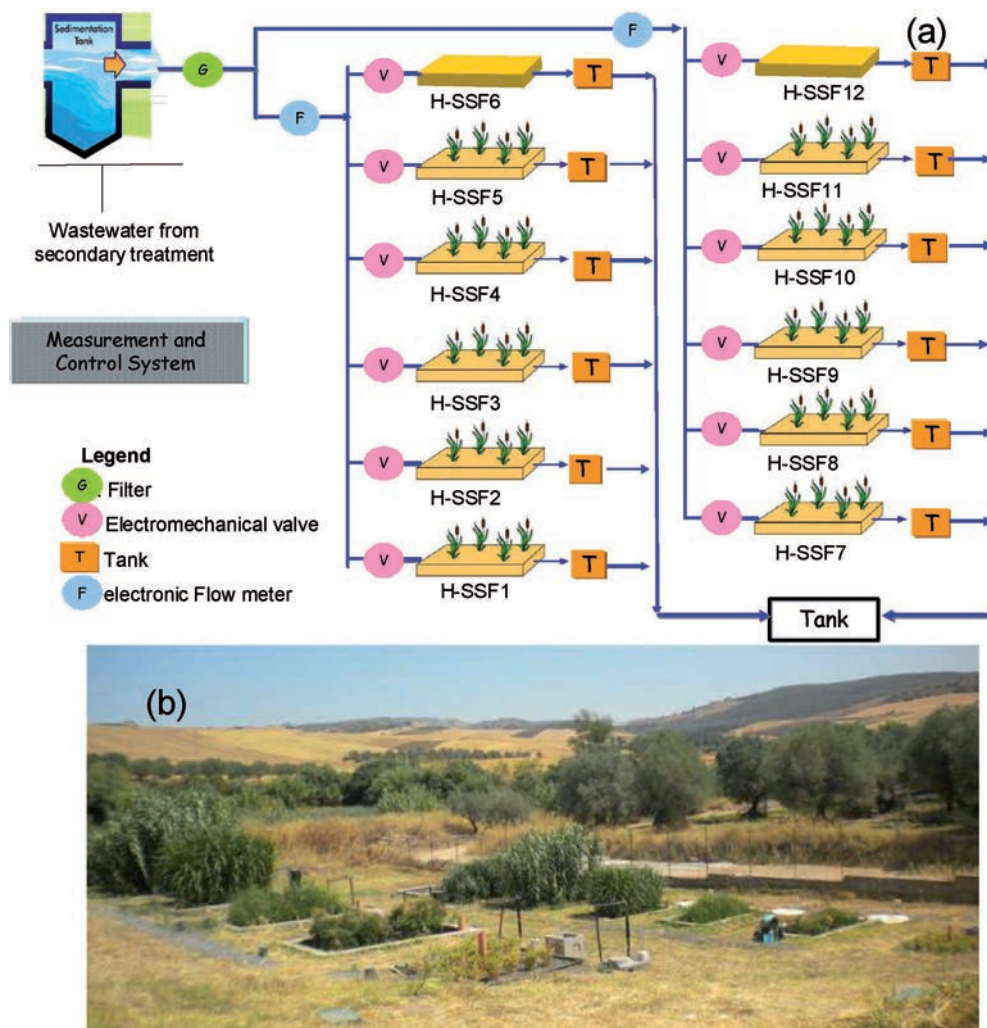 (a)
Sedimentation
Tank
G
F
F
Wastewater from
secondary treatment
Measurement and
Control System
Legend
G . Filter
V Electromechanical valve
T Tank
F electronic Flow meter
V T
H-SSF6
V T
H-SSF5
V T
H-SSF4
V T
H-SSF3
V T
H-SSF2
V T
H-SSF1
V T
H-SSF12
V T
H-SSF11
V T
H-SSF10
V T
H-SSF9
V T
H-SSF8
V T
H-SSF7
Tank
(b)